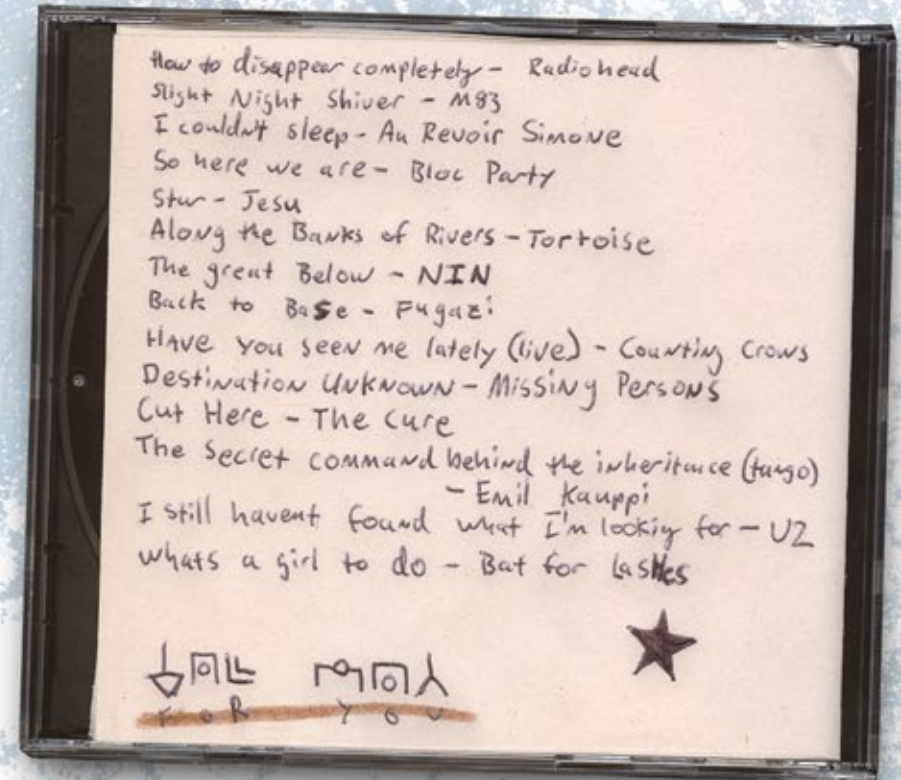 How to disappear completely - Radiohead
Slight Night Shiver - M83
I couldn't sleep - Au Revoir Simone
So here we are - Bloc Party
Star - Jesu
Along the Banks of Rivers - Tortoise
The great Below - NIN
Back to Base - Fugazi
HAVE you seen me lately (live) - Counting Crows
Destination Unknown - Missing Persons
Cut Here - The Cure
The Secret command behind the inheritance (tango)
- Emil Kauppi
I still havent found what I'm lookig for - U2
whats a girl to do - Bat for Lashes
FOR YOU